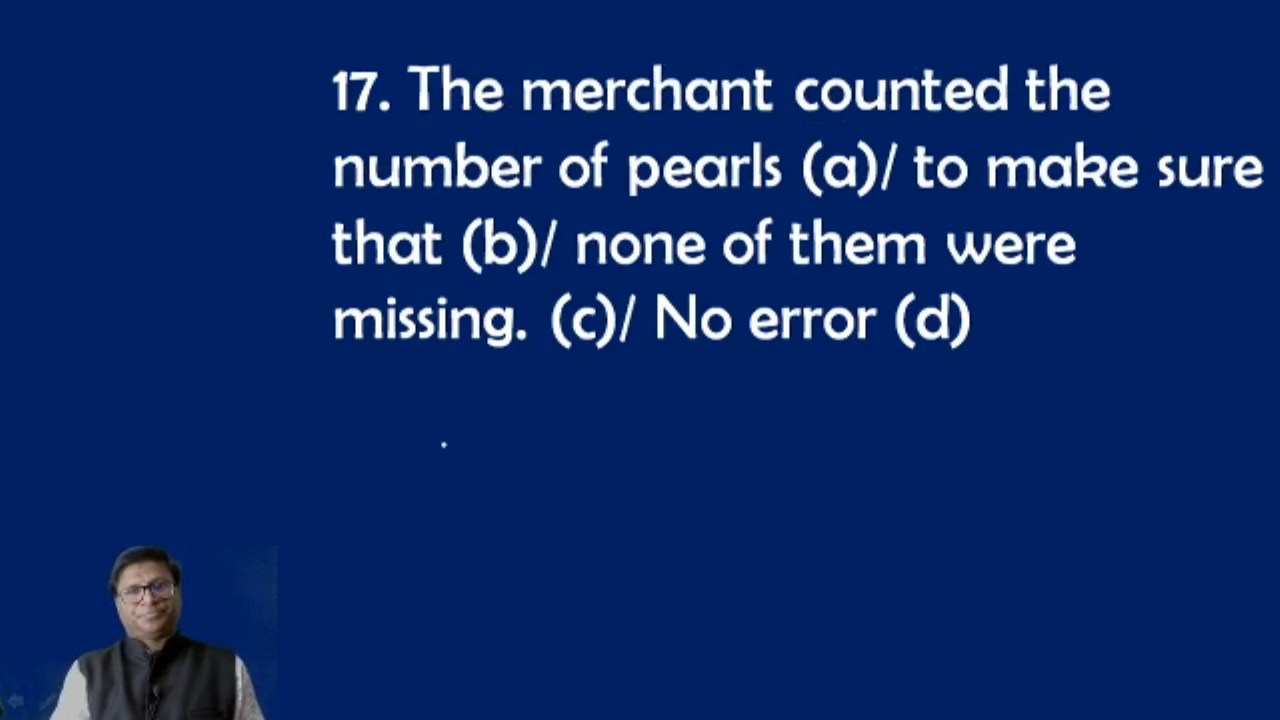 17. The merchant counted the
number of pearls (a)/ to make sure
that (b)/ none of them were
missing. (c)/ No error (d)